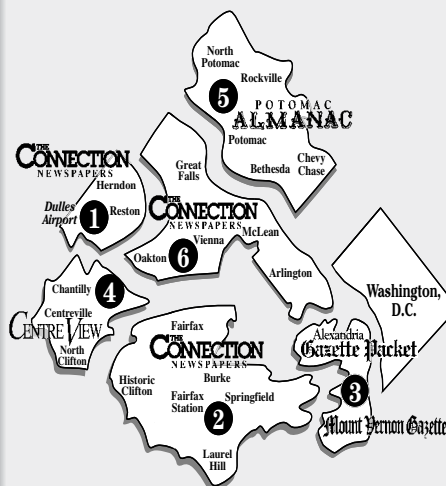 North
Potomac
Rockville
5
POTOMAC
ALMANAC
Potomac
Bethesda
Chevy
Chase
THE
CONNECTION
NEWSPAPERS
Herndon
Dulles
Airport
1
Reston
Great
Falls
THE
CONNECTION
NEWSPAPERS
Vienna
McLean
Oakton
6
Arlington
Washington,
D.C.
Chantilly
4
Centreville
CENTRE VIEW
North
Clifton
Fairfax
THE
CONNECTION
NEWSPAPERS
Burke
Historic
Clifton
Fairfax
Station
Springfield
2
Laurel
Hill
Alexandria
Gazette Packet
3
Mount Vernon Gazette